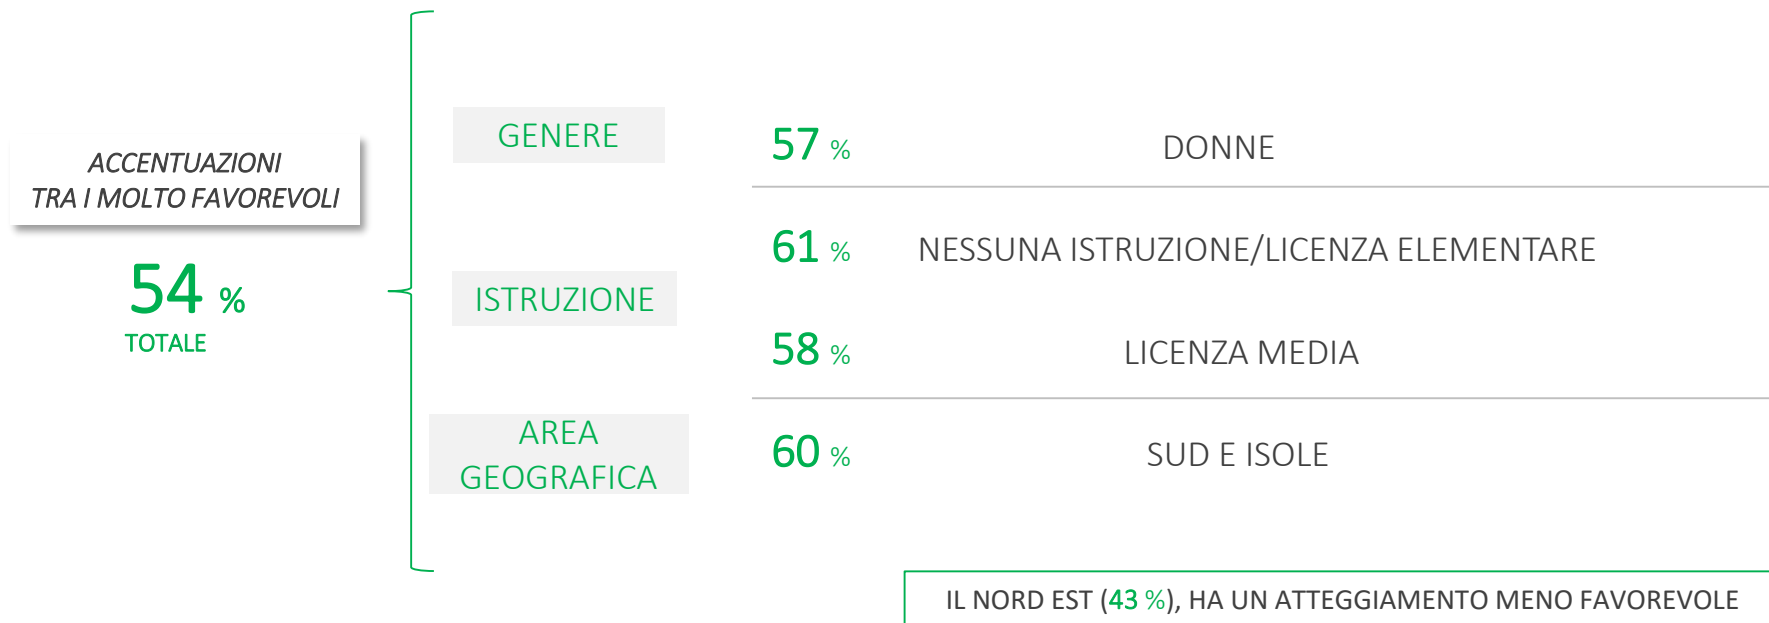 ACCENTUAZIONI
TRA I MOLTO FAVOREVOLI
54 %
TOTALE
GENERE
57 %
DONNE
ISTRUZIONE
61 %
NESSUNA ISTRUZIONE/LICENZA ELEMENTARE
58 %
LICENZA MEDIA
AREA
GEOGRAFICA
60 %
SUD E ISOLE
IL NORD EST (43 %), HA UN ATTEGGIAMENTO MENO FAVOREVOLE